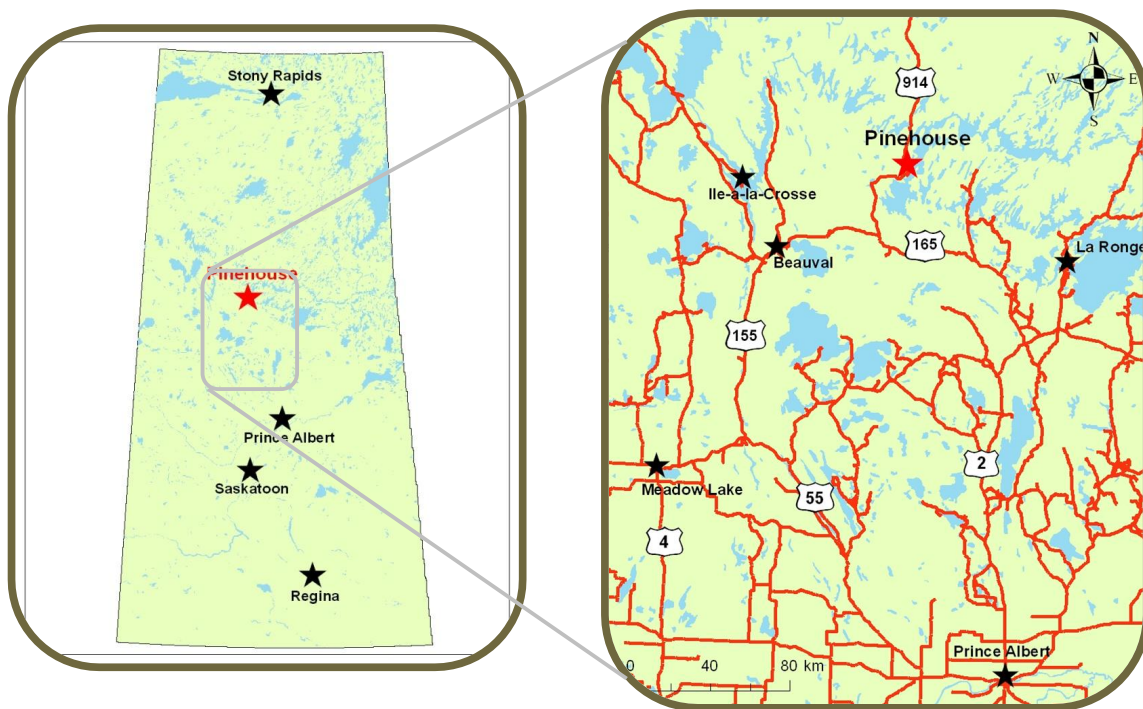 Stony Rapids
Pinehouse
Prince Albert
Saskatoon
Regina
N
W
E
S
914
Pinehouse
Ile-a-la-Crosse
165
La Ronge
Beauval
155
2
Meadow Lake
55
4
Prince Albert
0 40 80 km